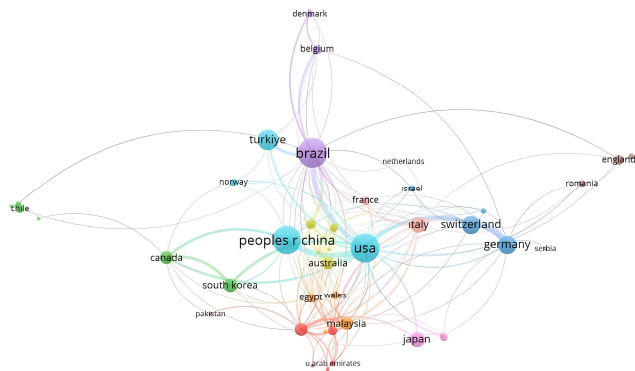 denmark
belgium
turkiye
brazil
netherlands
england
norway
israel
romania
chile
france
italy
switzerland
peoples r china
usa
germany
serbia
canada
australia
south korea
egypt
wales
pakistan
malaysia
japan
u arab emirates